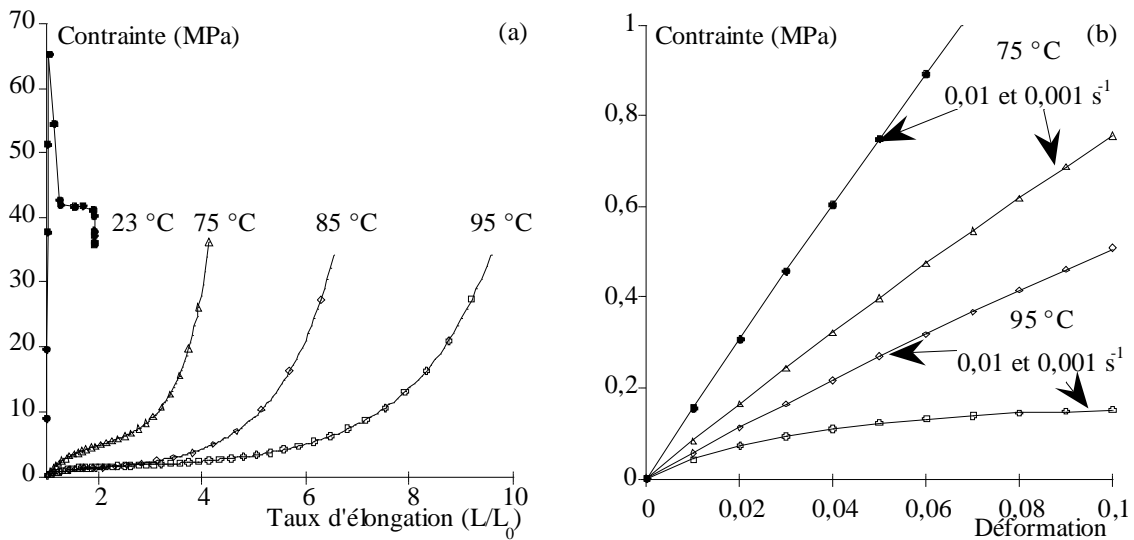 Contrainte (MPa)
(a)
70
60
50
40
30
20
10
0
23 °C
75 °C
85 °C
95 °C
2
4
6
8
10
Taux d'élongation (L/L0)
Contrainte (MPa)
(b)
1
0,8
0,6
0,4
0,2
0
75 °C
0,01 et 0,001 s-1
95 °C
0,01 et 0,001 s-1
0
0,02
0,04
0,06
0,08
0,1
Déformation